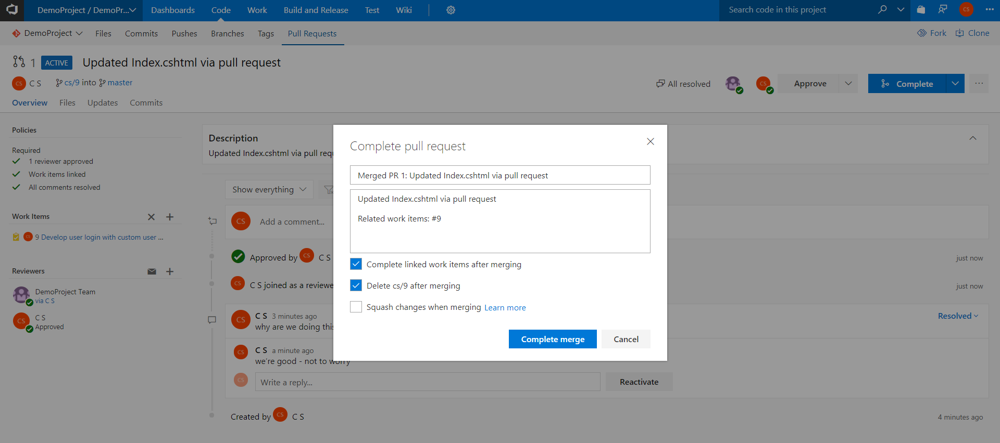 DemoProject / DemoPr... Dashboards Code Work Build and Release Test Wiki Search code in this project CS
DemoProject Files Commits Pushes Branches Tags Pull Requests Fork Clone
1 ACTIVE Updated Index.cshtml via pull request
CS C S cs/9 into master All resolved CS Approve Complete
Overview Files Updates Commits
Policies
Required
1 reviewer approved
Work items linked
All comments resolved
Work Items
CS 9 Develop user login with custom user ...
Reviewers
DemoProject Team
via C S
CS C S
Approved
Description
Updated Index.cshtml via pull requ
Show everything
CS Add a comment...
Approved by CS C S
just now
CS C S joined as a reviewe
just now
CS C S 3 minutes ago
why are we doing this
Resolved
CS C S a minute ago
we're good - not to worry
CS Write a reply...
Reactivate
Created by CS C S
4 minutes ago
Complete pull request
Merged PR 1: Updated Index.cshtml via pull request
Updated Index.cshtml via pull request
Related work items: #9
Complete linked work items after merging
Delete cs/9 after merging
Squash changes when merging Learn more
Complete merge Cancel